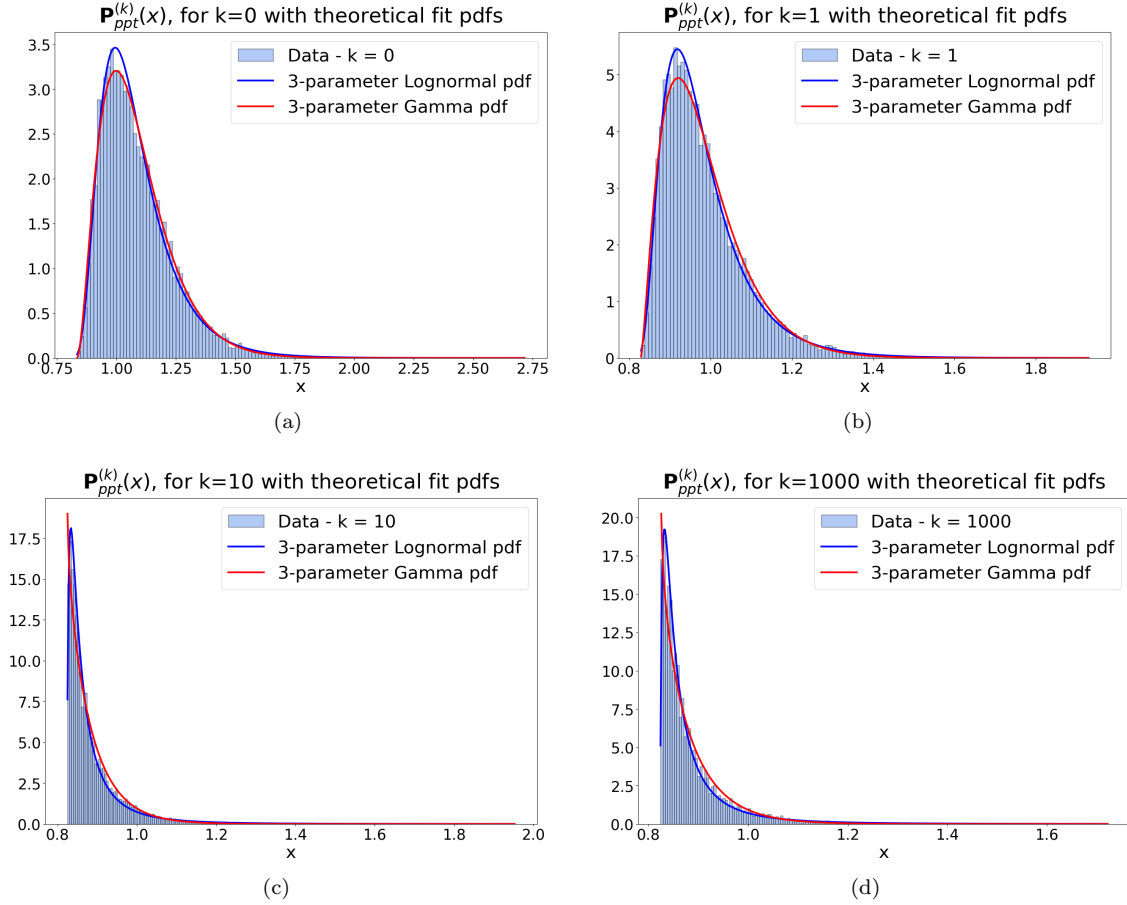 P_ppt^(k)(x), for k=0 with theoretical fit pdfs
Data - k = 0
3-parameter Lognormal pdf
3-parameter Gamma pdf
3.5
3.0
2.5
2.0
1.5
1.0
0.5
0.0
0.75 1.00 1.25 1.50 1.75 2.00 2.25 2.50 2.75
x
(a)
P_ppt^(k)(x), for k=1 with theoretical fit pdfs
Data - k = 1
3-parameter Lognormal pdf
3-parameter Gamma pdf
5
4
3
2
1
0
0.8 1.0 1.2 1.4 1.6 1.8
x
(b)
P_ppt^(k)(x), for k=10 with theoretical fit pdfs
Data - k = 10
3-parameter Lognormal pdf
3-parameter Gamma pdf
17.5
15.0
12.5
10.0
7.5
5.0
2.5
0.0
0.8 1.0 1.2 1.4 1.6 1.8 2.0
x
(c)
P_ppt^(k)(x), for k=1000 with theoretical fit pdfs
Data - k = 1000
3-parameter Lognormal pdf
3-parameter Gamma pdf
20.0
17.5
15.0
12.5
10.0
7.5
5.0
2.5
0.0
0.8 1.0 1.2 1.4 1.6
x
(d)